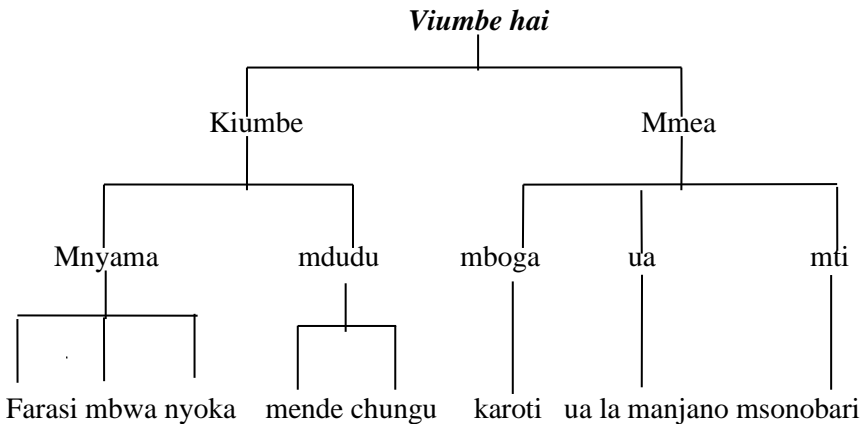 Viumbe hai
Kiumbe Mmea
Mnyama mdudu mboga ua mti
Farasi mbwa nyoka mende chungu karoti ua la manjano msonobari